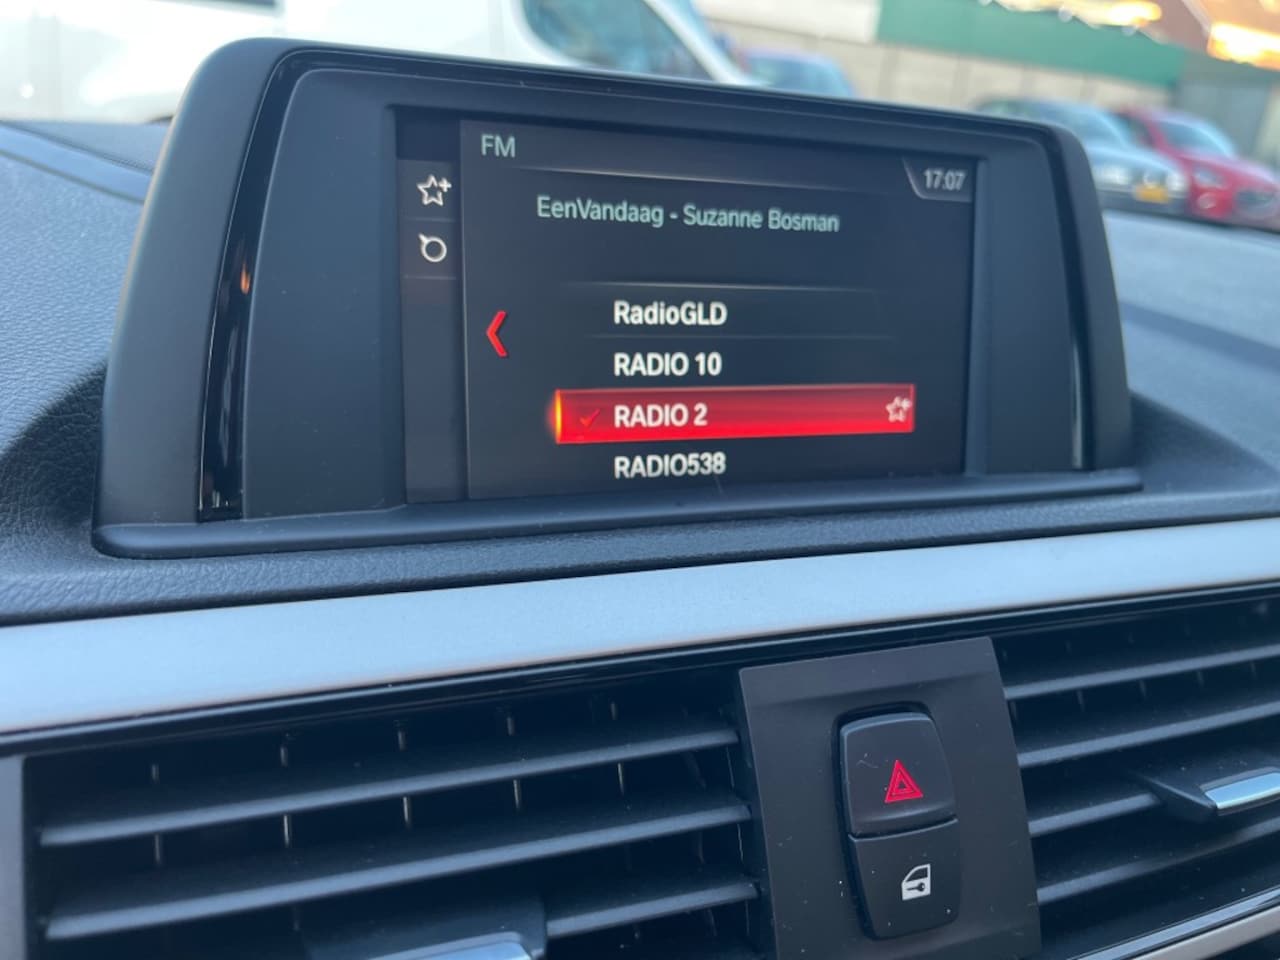 FM
17:07
EenVandaag - Suzanne Bosman
RadioGLD
RADIO 10
RADIO 2
RADIO538